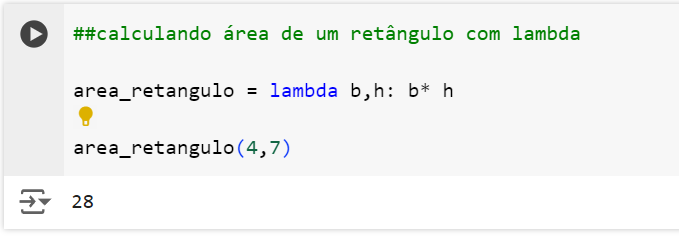 ##calculando área de um retângulo com lambda
area_retangulo = lambda b,h: b* h
area_retangulo(4,7)
28